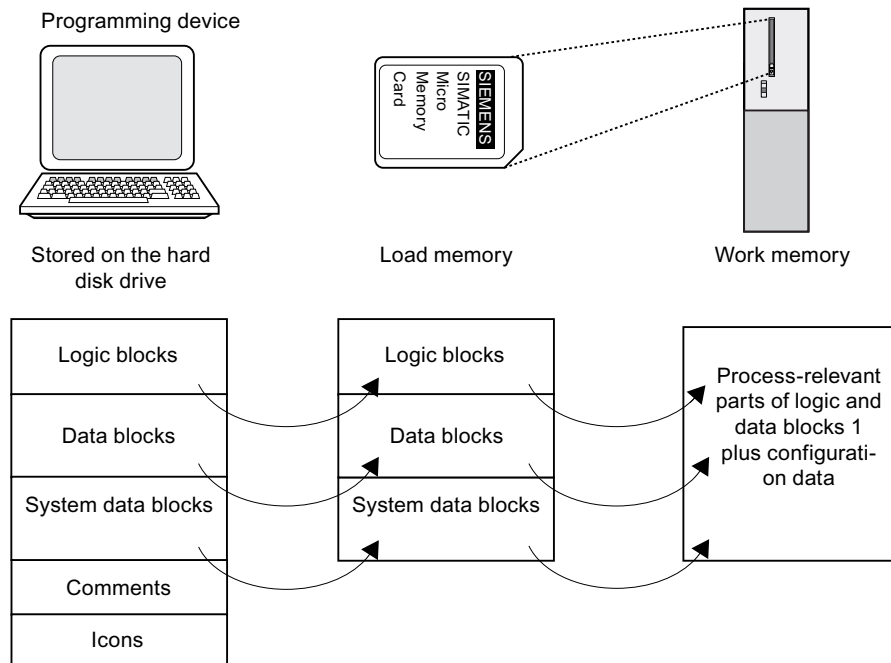 Programming device
SIEMENS
SIMATIC
Micro
Memory
Card
Stored on the hard
disk drive
Load memory
Work memory
Logic blocks
Data blocks
System data blocks
Comments
Icons
Logic blocks
Data blocks
System data blocks
Process-relevant
parts of logic and
data blocks 1
plus configurati-
on data